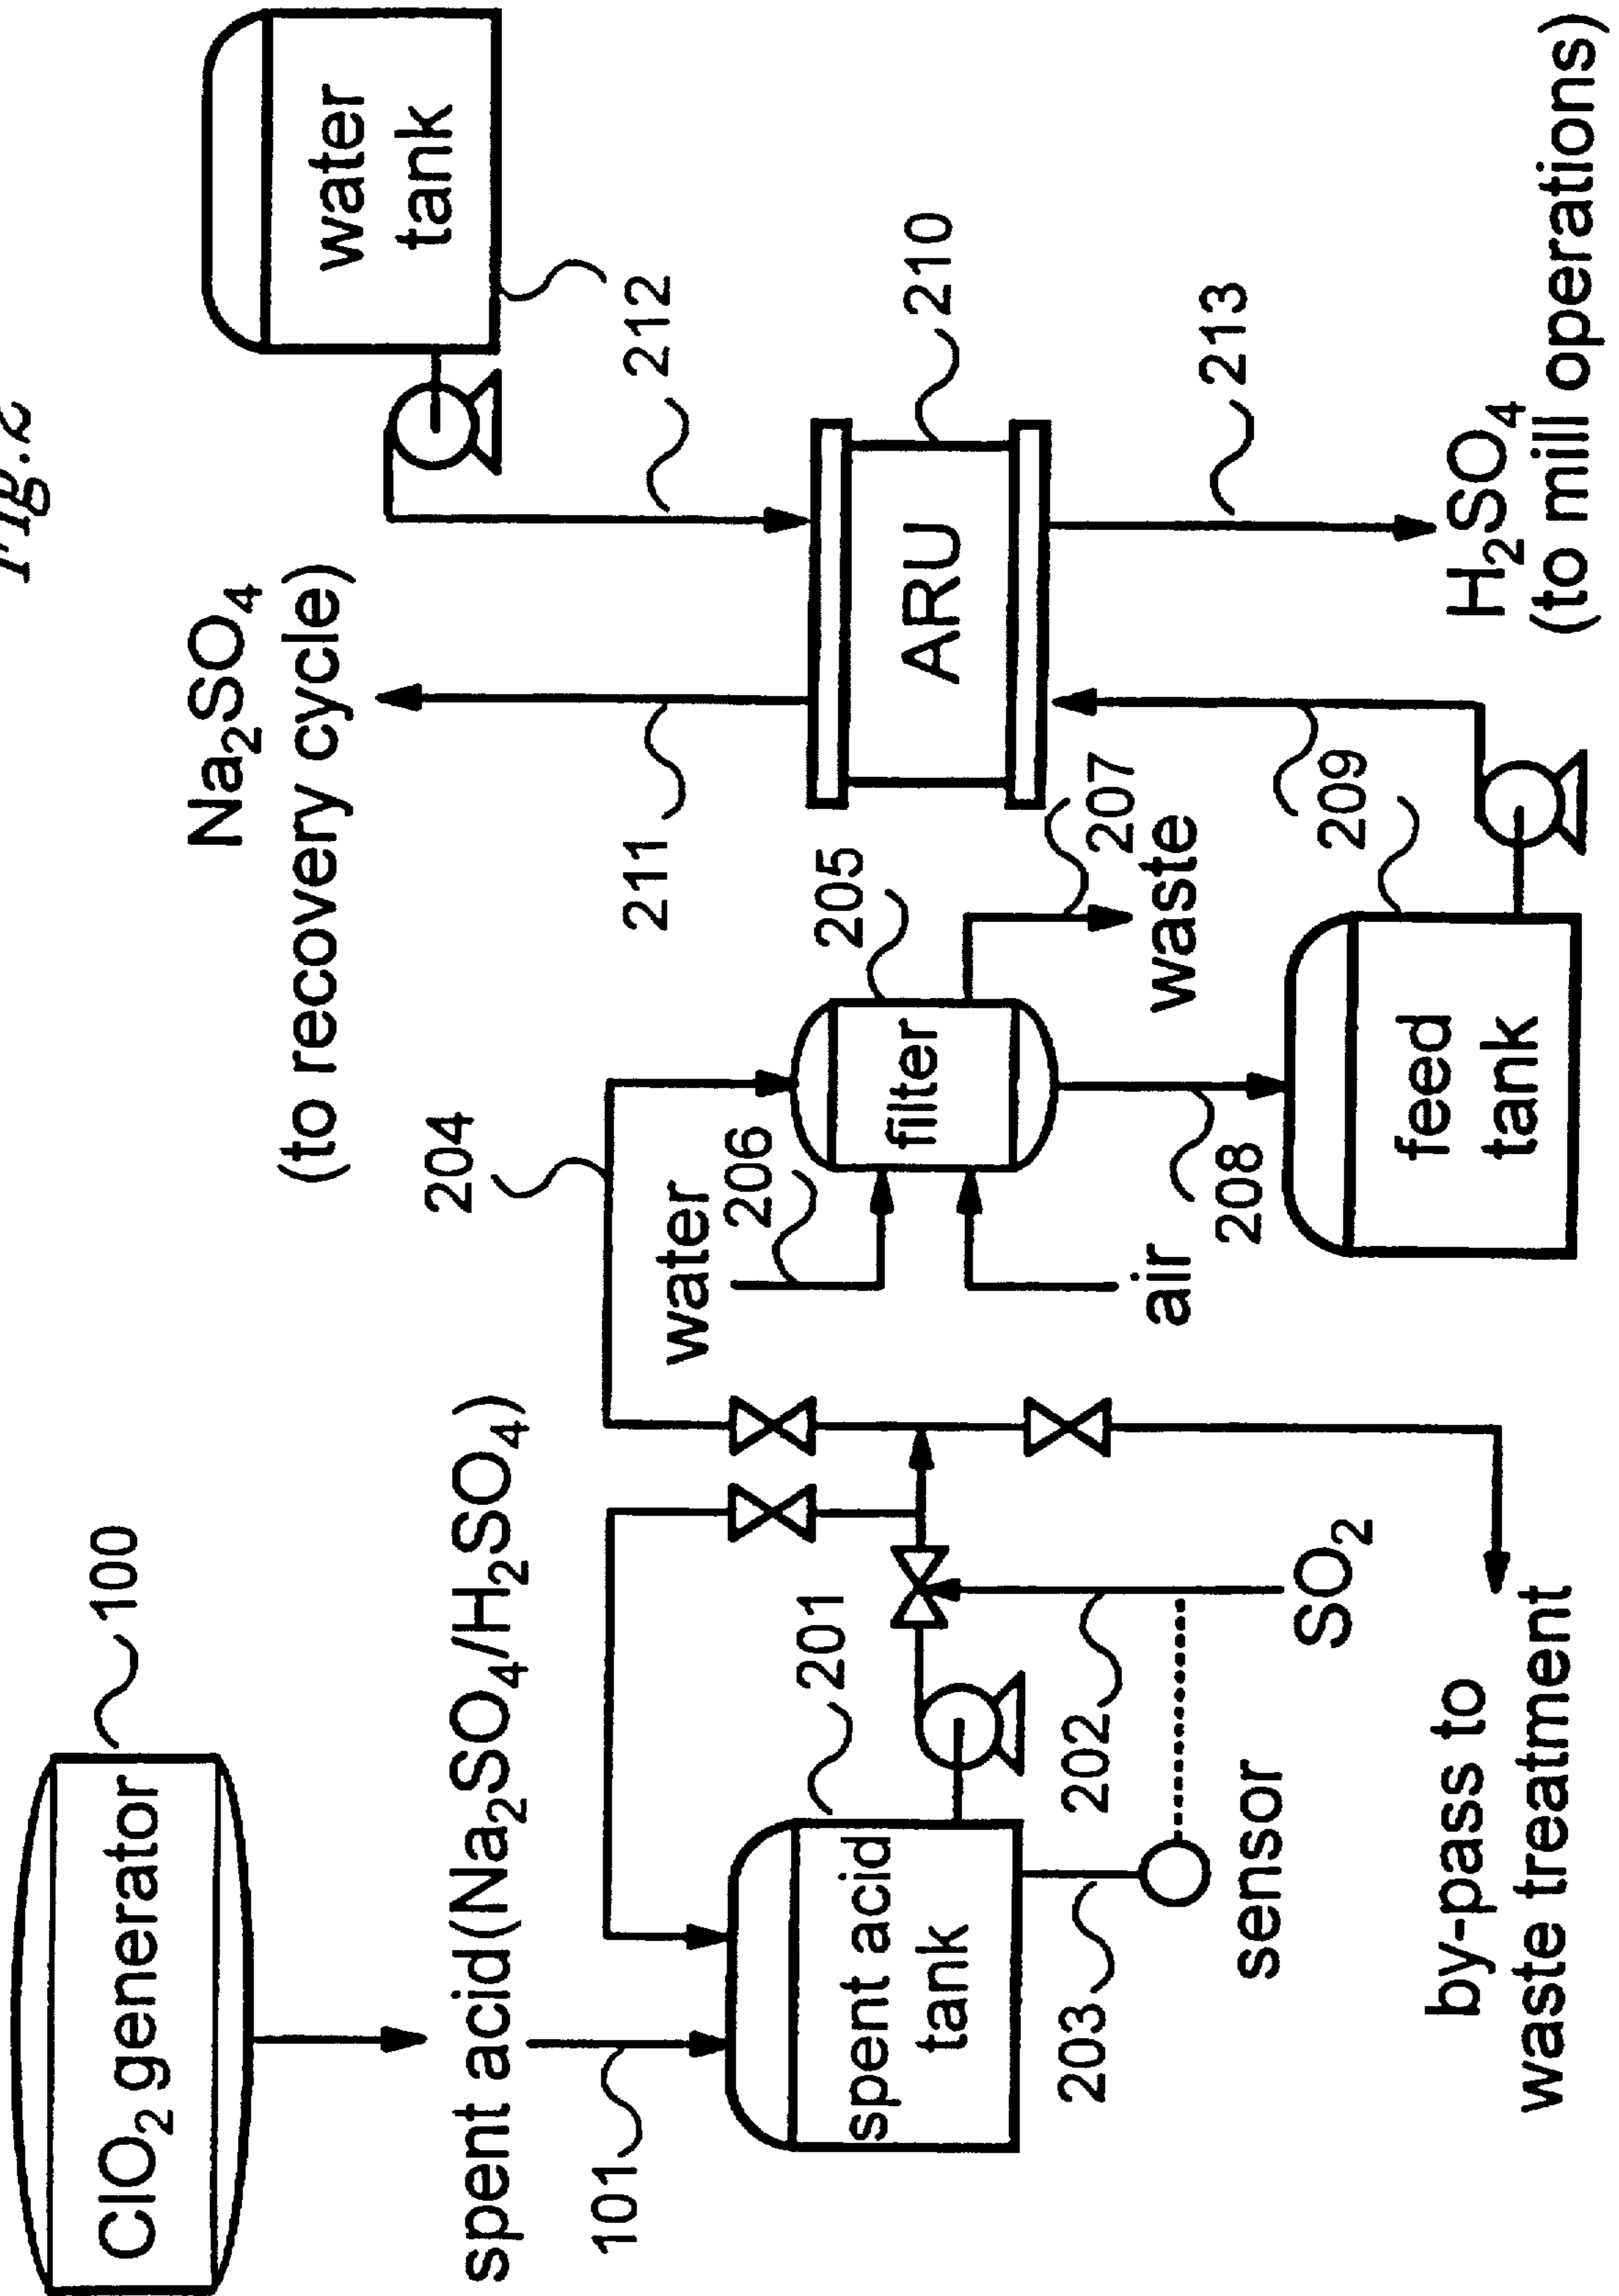 Fig. 2
ClO2 generator
100
spent acid(Na2SO4/H2SO4)
101
spent acid
tank
201
203
sensor
202
SO2
by-pass to
waste treatment
204
water
206
air
filter
205
207
waste
208
feed
tank
209
Na2SO4
(to recovery cycle)
211
ARU
210
212
water
tank
212
213
H2SO4
(to mill operations)